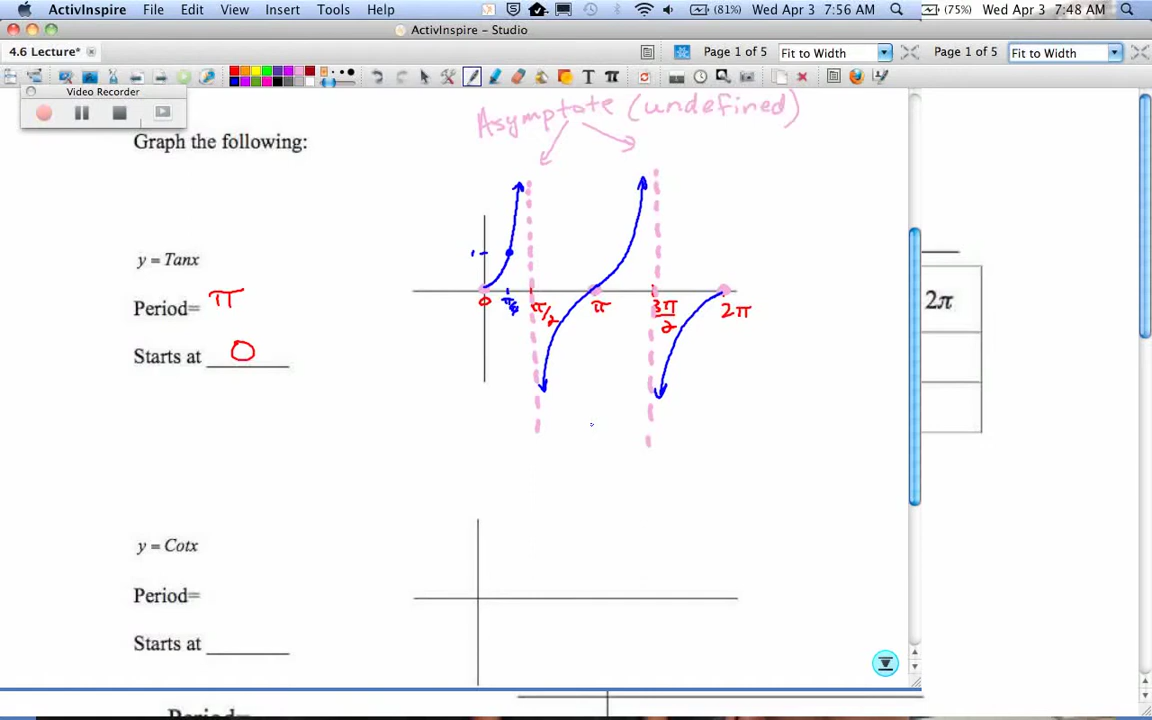 ActivInspire File Edit View Insert Tools Help (81%) Wed Apr 3 7:56 AM (75%) Wed Apr 3 7:48 AM
ActivInspire – Studio
4.6 Lecture* Page 1 of 5 Fit to Width Page 1 of 5 Fit to Width
Video Recorder
Asymptote (undefined)
Graph the following:
1
y = Tanx
Period= π
0 π/4 π/2 π 3π/2 2π
2π
Starts at 0
y = Cotx
Period=
Starts at
Period=